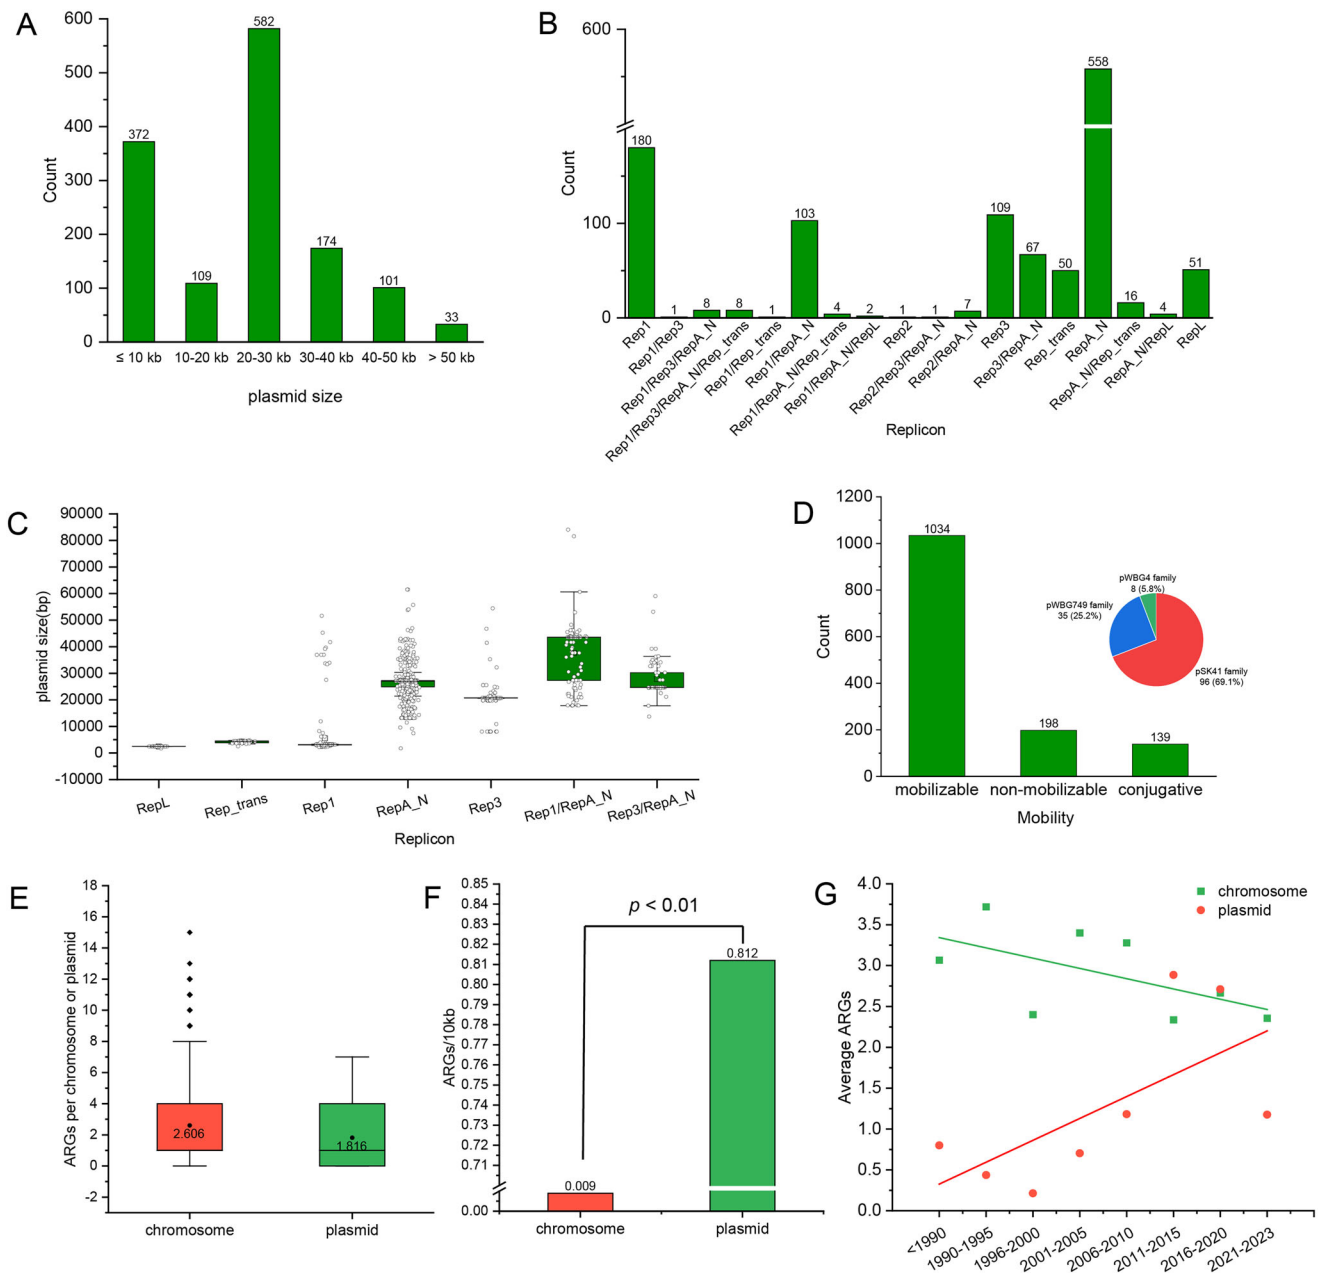 A
600
500
400
300
200
100
0
Count
372
109
582
174
101
33
≤ 10 kb
10-20 kb
20-30 kb
30-40 kb
40-50 kb
> 50 kb
plasmid size
B
600
100
0
Count
180
1
8
8
1
103
4
2
1
1
7
109
67
50
558
16
4
51
Rep1
Rep1/Rep3
Rep1/Rep3/RepA_N
Rep1/Rep3/RepA_N/Rep_trans
Rep1/Rep_trans
Rep1/RepA_N
Rep1/RepA_N/Rep_trans
Rep1/RepA_N/RepL
Rep2
Rep2/Rep3/RepA_N
Rep2/RepA_N
Rep3
Rep3/RepA_N
Rep_trans
RepA_N
RepA_N/Rep_trans
RepA_N/RepL
RepL
Replicon
C
90000
80000
70000
60000
50000
40000
30000
20000
10000
0
-10000
plasmid size(bp)
RepL
Rep_trans
Rep1
RepA_N
Rep3
Rep1/RepA_N
Rep3/RepA_N
Replicon
D
1200
1000
800
600
400
200
0
Count
1034
198
139
pWBG4 family
8 (5.8%)
pWBG749 family
35 (25.2%)
pSK41 family
96 (69.1%)
mobilizable
non-mobilizable
conjugative
Mobility
E
18
16
14
12
10
8
6
4
2
0
-2
ARGs per chromosome or plasmid
2.606
1.816
chromosome
plasmid
F
0.85
0.84
0.83
0.82
0.81
0.80
0.79
0.78
0.77
0.76
0.75
0.74
0.73
0.72
0.71
0.00
ARGs/10kb
p < 0.01
0.009
0.812
chromosome
plasmid
G
4.0
3.5
3.0
2.5
2.0
1.5
1.0
0.5
0.0
Average ARGs
chromosome
plasmid
<1990
1990-1995
1996-2000
2001-2005
2006-2010
2011-2015
2016-2020
2021-2023